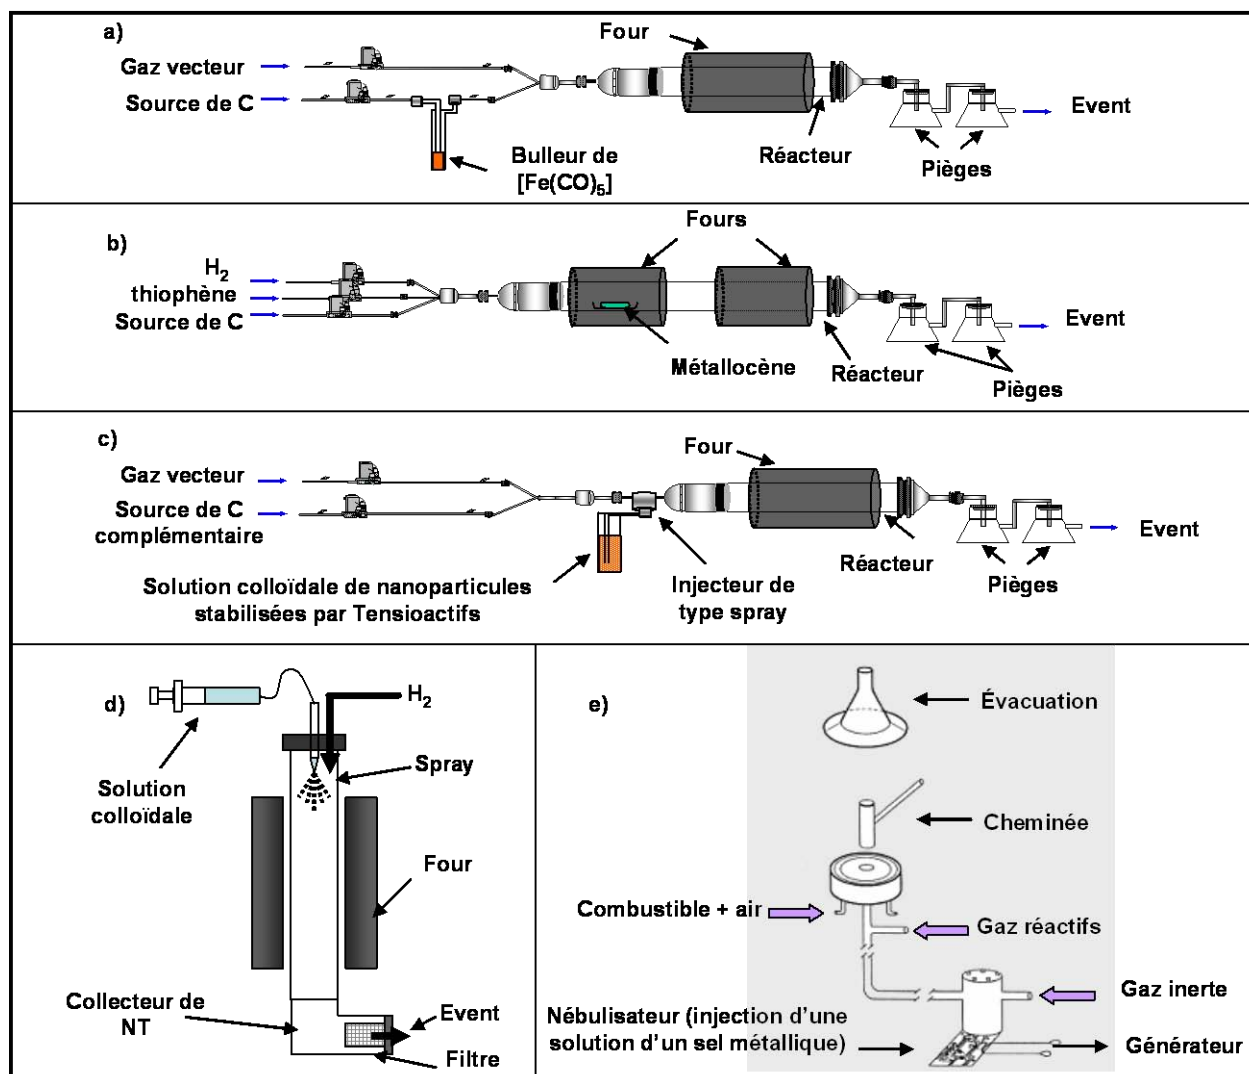 a)
Four
Gaz vecteur
Source de C
Event
Bulleur de
[Fe(CO)5]
Réacteur
Pièges
b)
Fours
H2
thiophène
Source de C
Event
Métallocène
Réacteur
Pièges
c)
Four
Gaz vecteur
Source de C
complémentaire
Event
Réacteur
Pièges
Solution colloïdale de nanoparticules
stabilisées par Tensioactifs
Injecteur de
type spray
d)
H2
Spray
Solution
colloïdale
Four
Collecteur de
NT
Event
Filtre
e)
Évacuation
Cheminée
Combustible + air
Gaz réactifs
Gaz inerte
Nébulisateur (injection d'une
solution d'un sel métallique)
Générateur